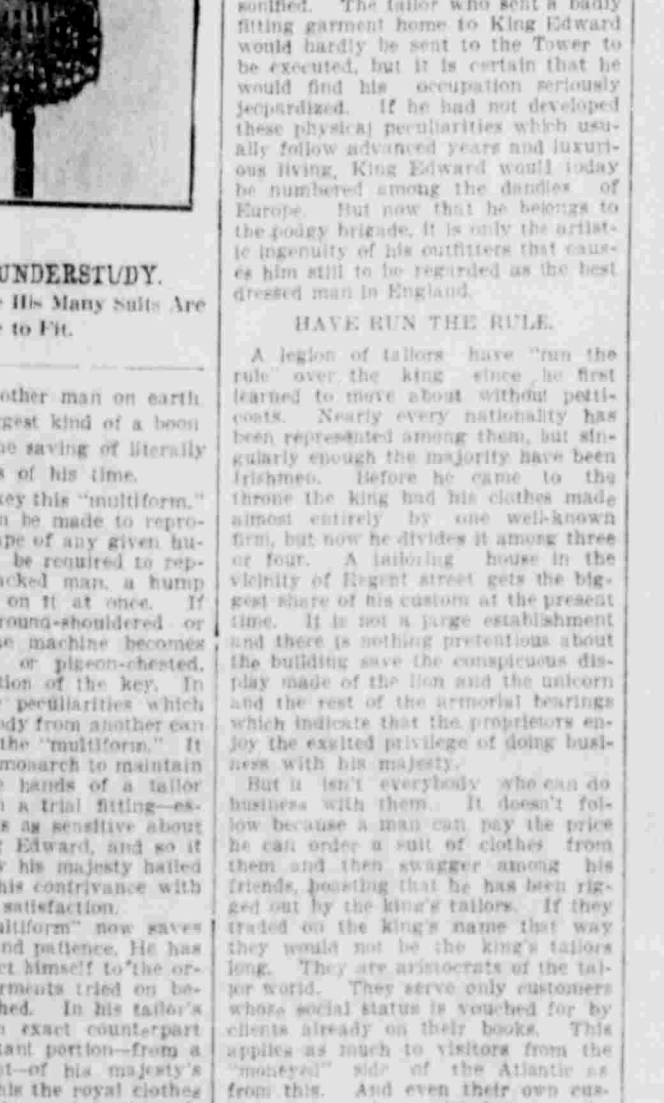 UNDERSTUDY.
His Many Suits Are
to Fit.
other man on earth
gest kind of a boon
he saving of literally
s of his time.
key this "multiform,"
n be made to repro-
ape of any given hu-
be required to rep-
acked man, a hump
on it at once. If
round-shouldered or
e machine becomes
or pigeon-chested,
tion of the key. In
peculiarities which
ody from another can
the "multiform." It
monarch to maintain
hands of a tailor
a trial fitting—es-
s as sensitive about
Edward, and so it
y his majesty hailed
his contrivance with
satisfaction.
ultiform" now saves
nd patience. He has
ct himself to the or-
rments tried on be-
hed. In his tailor's
exact counterpart
tant portion—from a
t—of his majesty's
his the royal clothes
sonified. The tailor who sent a badly
fitting garment home to King Edward
would hardly be sent to the Tower to
be executed, but it is certain that he
would find his occupation seriously
jeopardized. If he had not developed
these physical peculiarities which usu-
ally follow advanced years and luxuri-
ous living, King Edward would today
be numbered among the dandies of
Europe. But now that he belongs to
the podgy brigade, it is only the artist-
ic ingenuity of his outfitters that caus-
es him still to be regarded as the best
dressed man in England.
HAVE RUN THE RULE.
A legion of tailors have "run the
rule" over the king since he first
learned to move about without petti-
coats. Nearly every nationality has
been represented among them, but sin-
gularly enough the majority have been
Irishmen. Before he came to the
throne the king had his clothes made
almost entirely by one well-known
firm, but now he divides it among three
or four. A tailoring house in the
vicinity of Regent street gets the big-
gest share of his custom at the present
time. It is not a large establishment
and there is nothing pretentious about
the building save the conspicuous dis-
play made of the lion and the unicorn
and the rest of the armorial bearings
which indicate that the proprietors en-
joy the exalted privilege of doing busi-
ness with his majesty.
But it isn't everybody who can do
business with them. It doesn't fol-
low because a man can pay the price
he can order a suit of clothes from
them and then swagger among his
friends, boasting that he has been rig-
ged out by the king's tailors. If they
traded on the king's name that way
they would not be the king's tailors
long. They are aristocrats of the tai-
lor world. They serve only customers
whose social status is vouched for by
clients already on their books. This
applies as much to visitors from the
"moneyed" side of the Atlantic as
from this. And even their own cus-